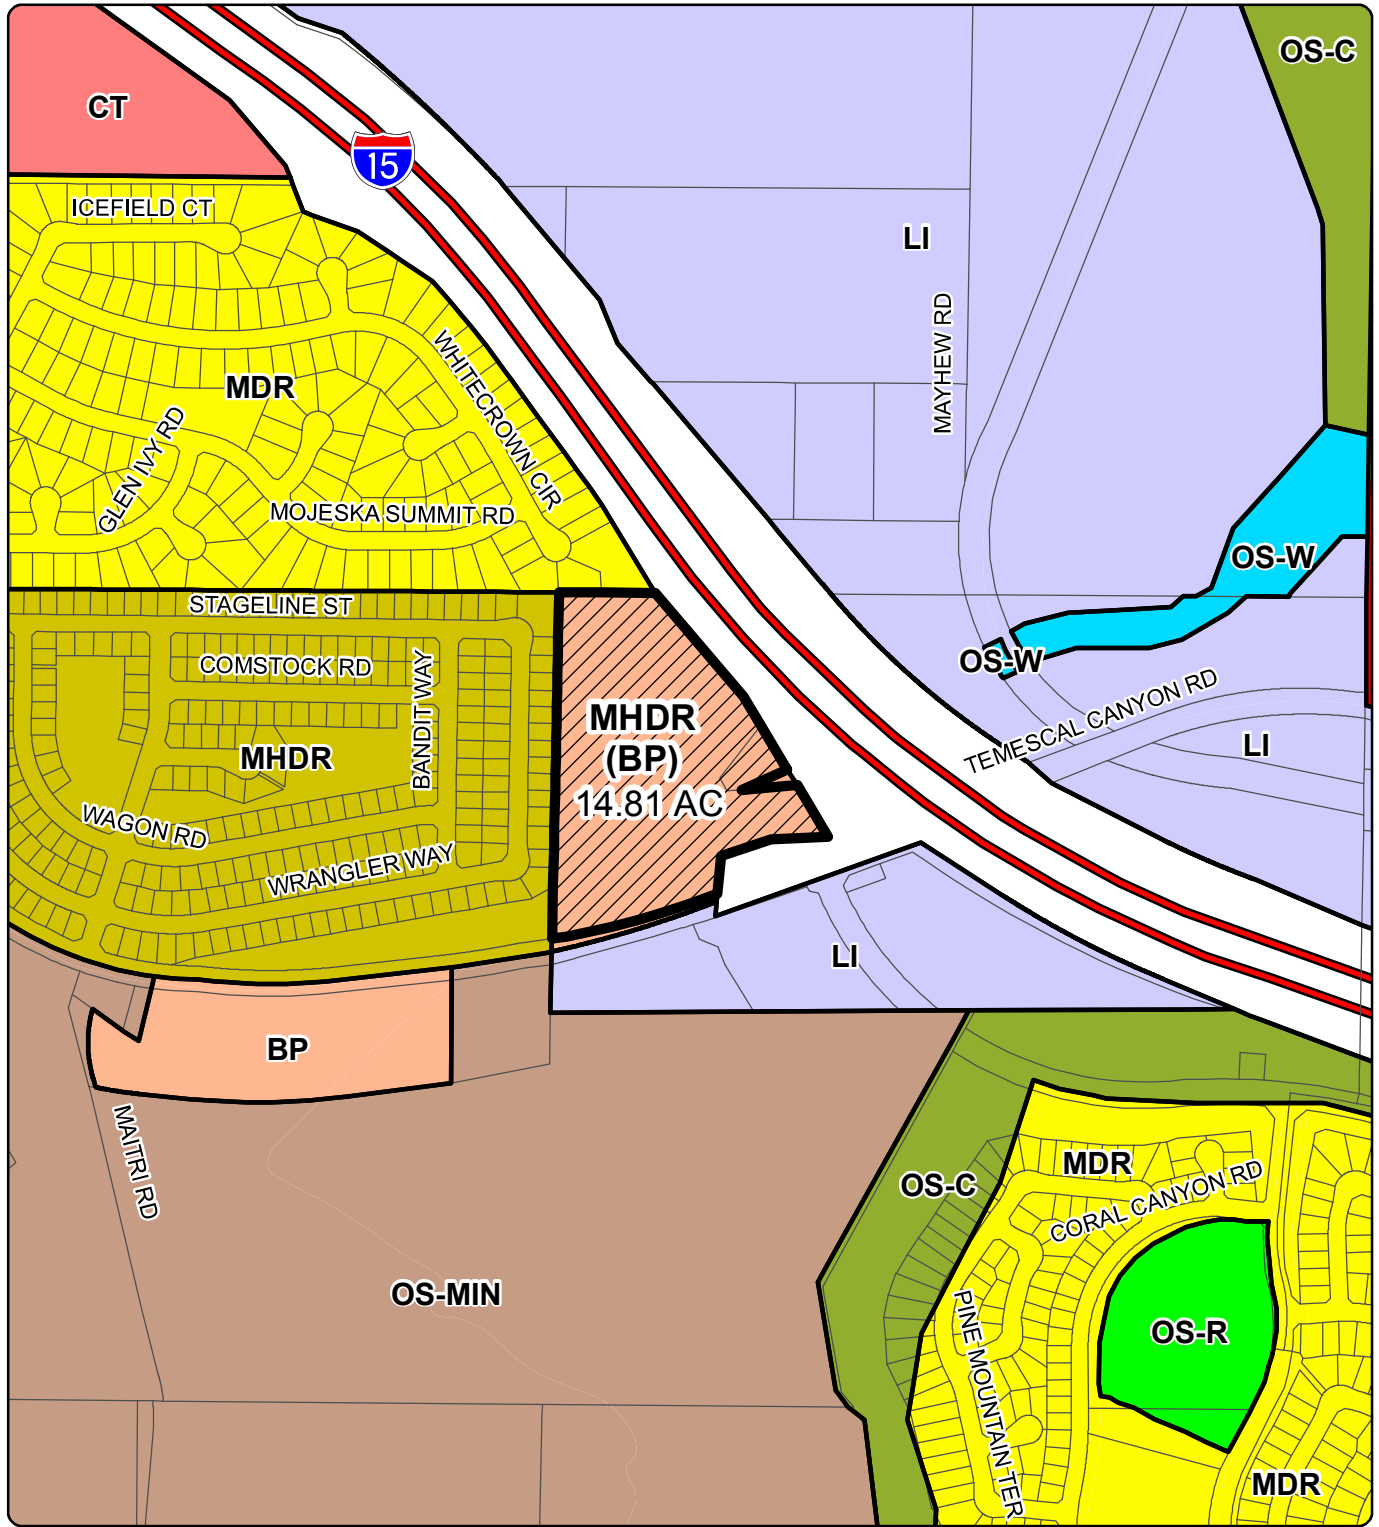 OS-C
CT
15
ICEFIELD CT
LI
MAYHEW RD
WHITECROWN CIR
MDR
GLEN IVY RD
MOJESKA SUMMIT RD
OS-W
STAGELINE ST
COMSTOCK RD
BANDIT WAY
OS-W
TEMESCAL CANYON RD
MHDR
(BP)
14.81 AC
MHDR
LI
WAGON RD
WRANGLER WAY
LI
BP
MAITRI RD
MDR
OS-C
CORAL CANYON RD
OS-MIN
PINE MOUNTAIN TER
OS-R
MDR